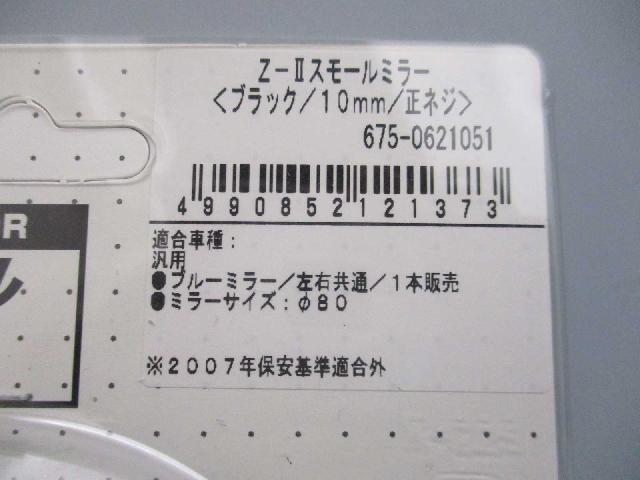 Z-Ⅱスモールミラー
<ブラック/10mm/正ネジ>
675-0621051
4990852121373
適合車種:
汎用
●ブルーミラー/左右共通/1本販売
●ミラーサイズ:φ80
※2007年保安基準適合外
R
ル